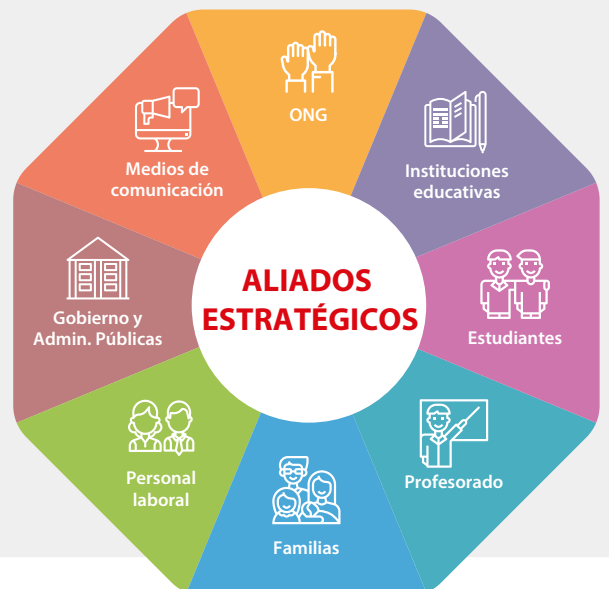 ONG
Instituciones
educativas
Estudiantes
Profesorado
Familias
Personal
laboral
Gobierno y
Admin. Públicas
Medios de
comunicación
ALIADOS
ESTRATÉGICOS